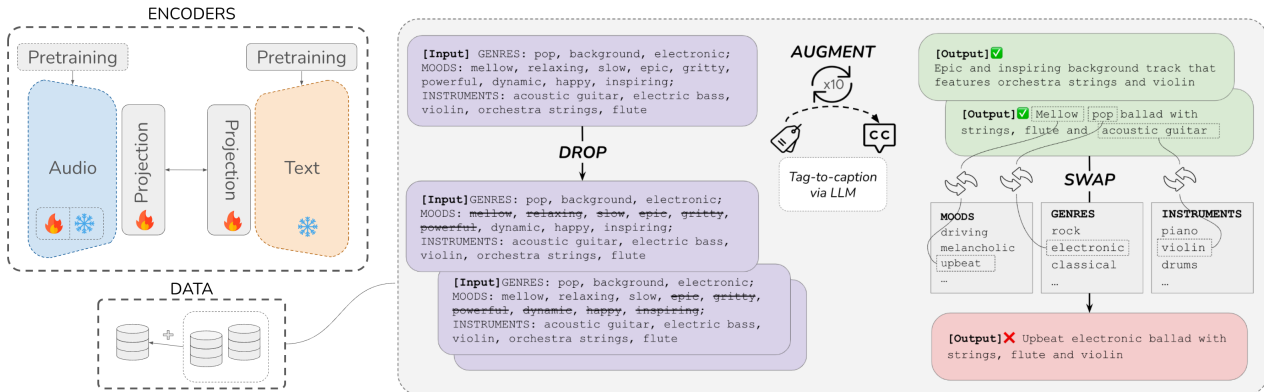 ENCODERS
Pretraining
Pretraining
Audio
Projection
Projection
Text
DATA
[Input] GENRES: pop, background, electronic;
MOODS: mellow, relaxing, slow, epic, gritty,
powerful, dynamic, happy, inspiring;
INSTRUMENTS: acoustic guitar, electric bass,
violin, orchestra strings, flute
DROP
[Input]GENRES: pop, background, electronic;
MOODS: mellow, relaxing, slow, epic, gritty,
powerful, dynamic, happy, inspiring;
INSTRUMENTS: acoustic guitar, electric bass,
violin, orchestra strings, flute
[Input]GENRES: pop, background, electronic;
MOODS: mellow, relaxing, slow, epic, gritty,
powerful, dynamic, happy, inspiring;
INSTRUMENTS: acoustic guitar, electric bass,
violin, orchestra strings, flute
AUGMENT
x10
CC
Tag-to-caption
via LLM
[Output]✅
Epic and inspiring background track that
features orchestra strings and violin
[Output]✅ Mellow pop ballad with
strings, flute and acoustic guitar
SWAP
MOODS
driving
melancholic
upbeat
…
GENRES
rock
electronic
classical
…
INSTRUMENTS
piano
violin
drums
…
[Output]❌ Upbeat electronic ballad with
strings, flute and violin